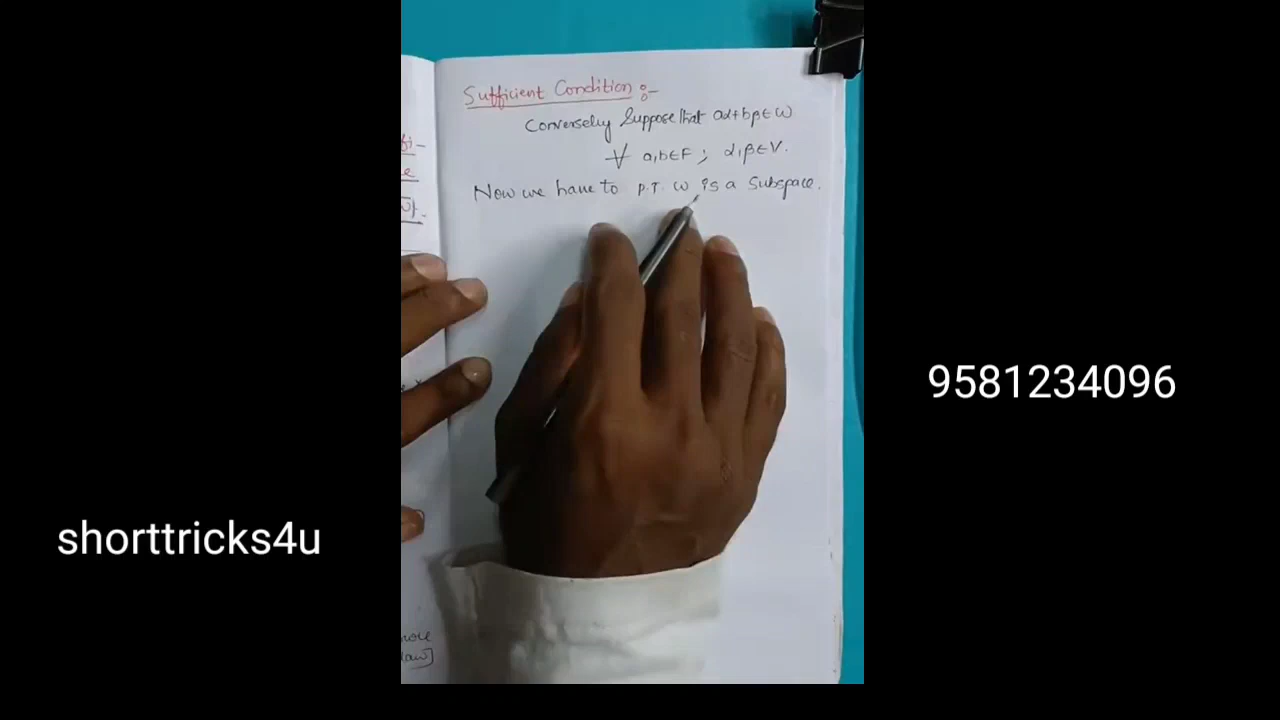 Sufficient Condition :-
Conversely Suppose that aα+bβ∈W
∀ a,b∈F ; α,β∈V.
Now we have to P.T. W is a Subspace.
9581234096
shorttricks4u